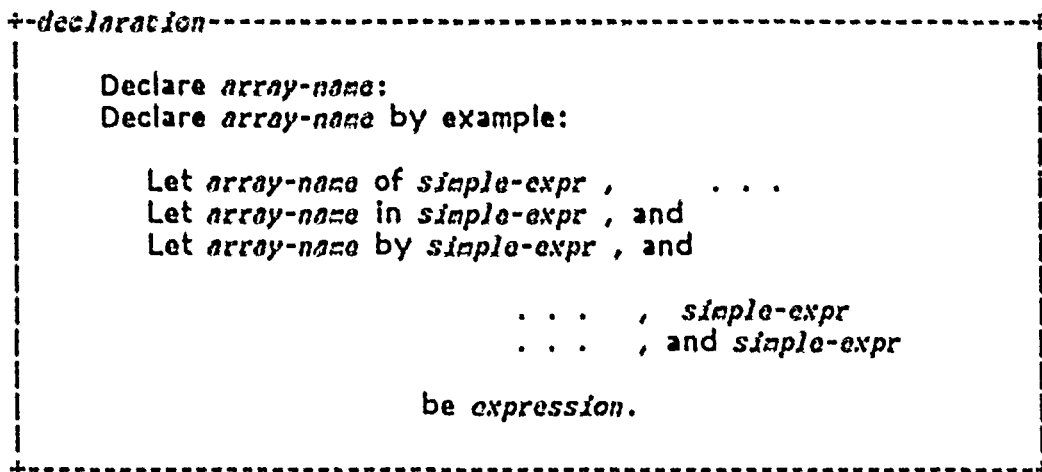 declaration
Declare array-name:
Declare array-name by example:
Let array-name of simple-expr , . . .
Let array-name in simple-expr , and
Let array-name by simple-expr , and
. . . , simple-expr
. . . , and simple-expr
be expression.